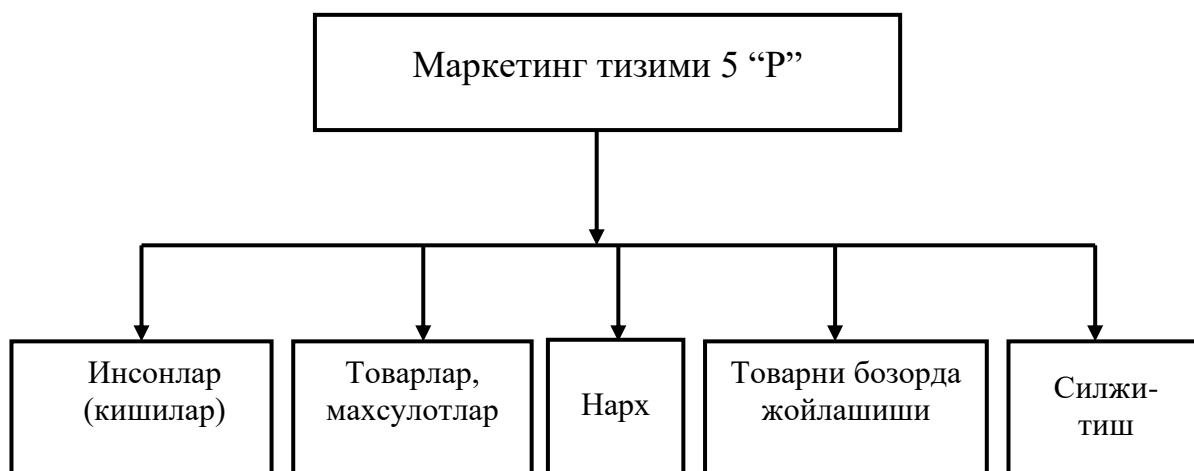 Маркетинг тизими 5 “Р”
Инсонлар
(кишилар)
Товарлар,
махсулотлар
Нарх
Товарни бозорда
жойлашиши
Силжи-
тиш